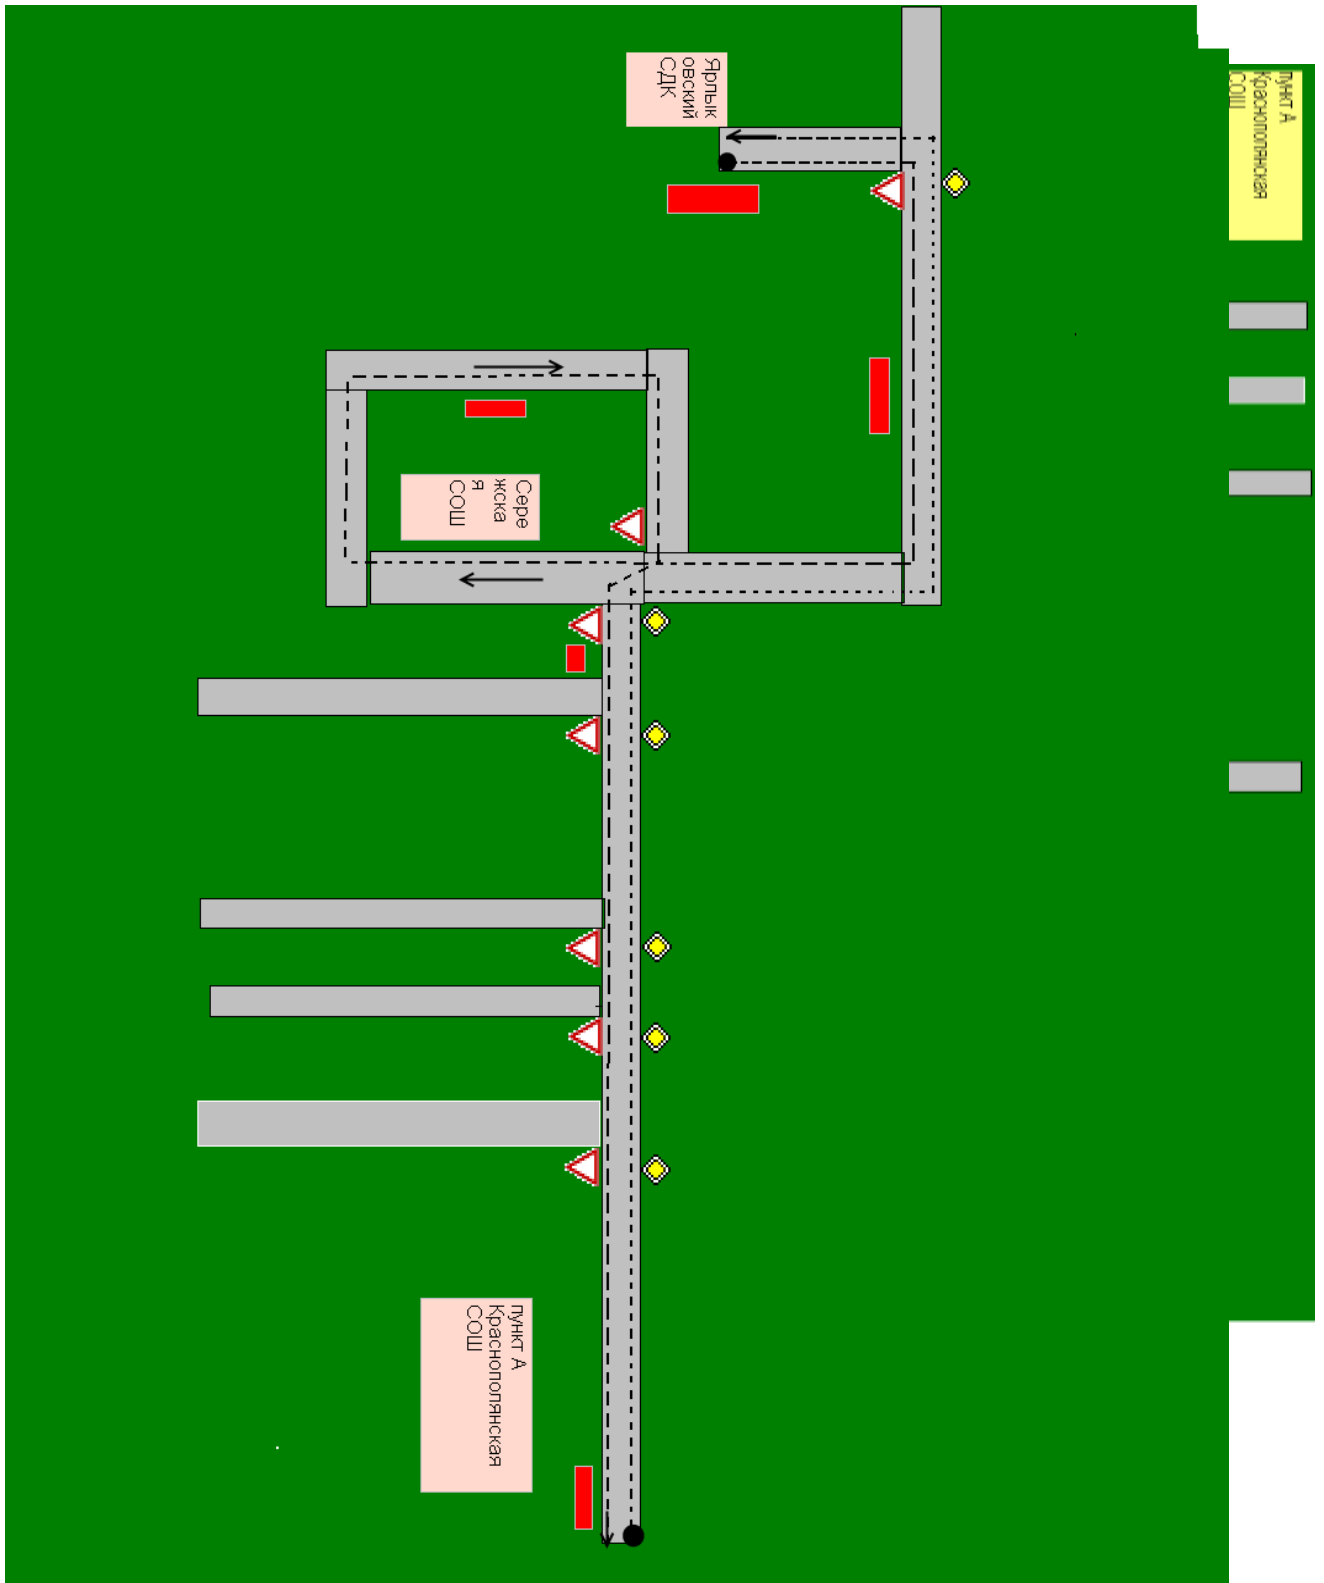 Ярлык
овский
СДК
пункт А
Краснополянская
СОШ
Сере
жска
я
СОШ
пункт А
Краснополянская
СОШ